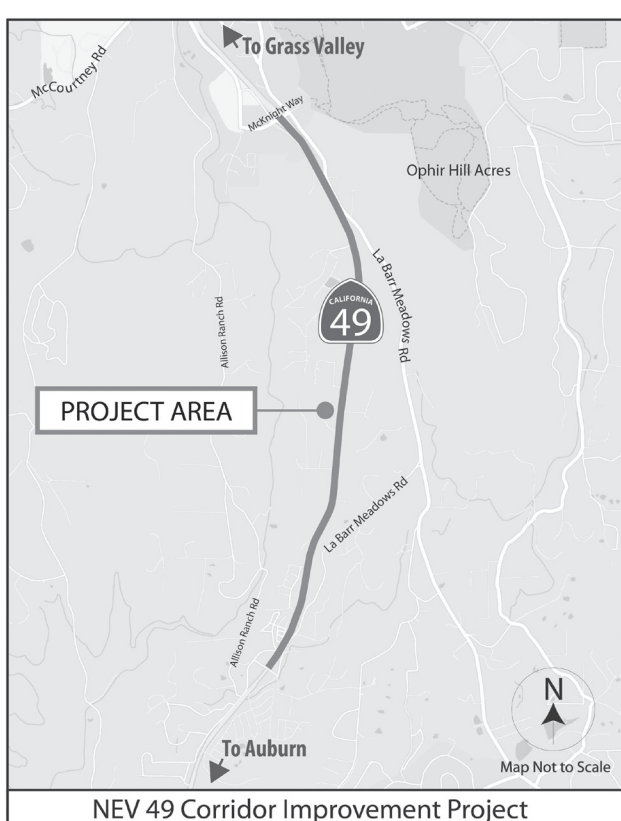 To Grass Valley
McCourtney Rd
McKnight Way
Ophir Hill Acres
La Barr Meadows Rd
CALIFORNIA
49
Allison Ranch Rd
PROJECT AREA
La Barr Meadows Rd
Allison Ranch Rd
N
To Auburn
Map Not to Scale
NEV 49 Corridor Improvement Project